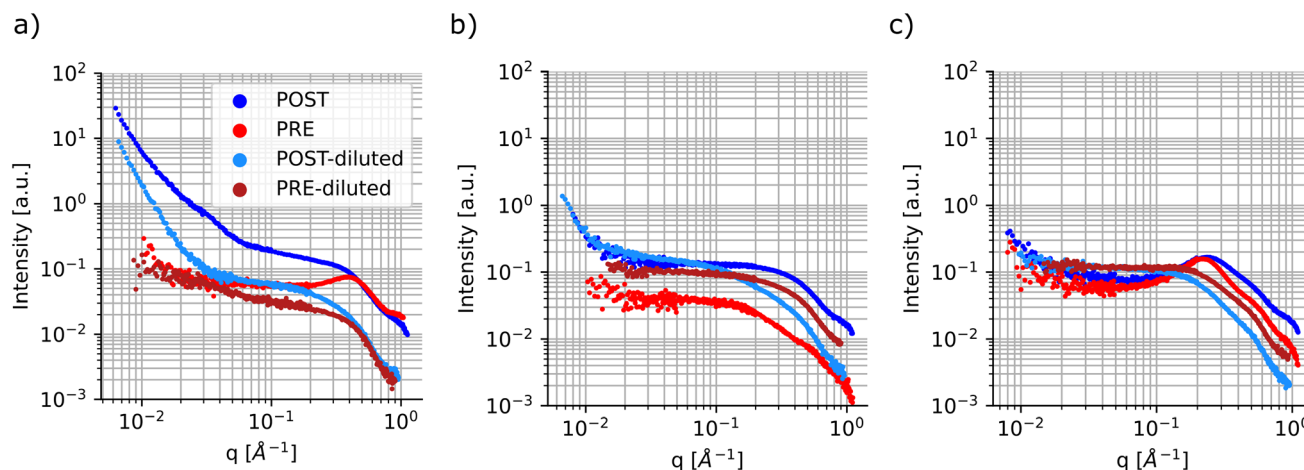 a)
b)
c)
Intensity [a.u.]
10²
10¹
10⁰
10⁻¹
10⁻²
10⁻³
POST
PRE
POST-diluted
PRE-diluted
10⁻² 10⁻¹ 10⁰
q [Å⁻¹]
Intensity [a.u.]
10²
10¹
10⁰
10⁻¹
10⁻²
10⁻³
10⁻² 10⁻¹ 10⁰
q [Å⁻¹]
Intensity [a.u.]
10²
10¹
10⁰
10⁻¹
10⁻²
10⁻³
10⁻² 10⁻¹ 10⁰
q [Å⁻¹]